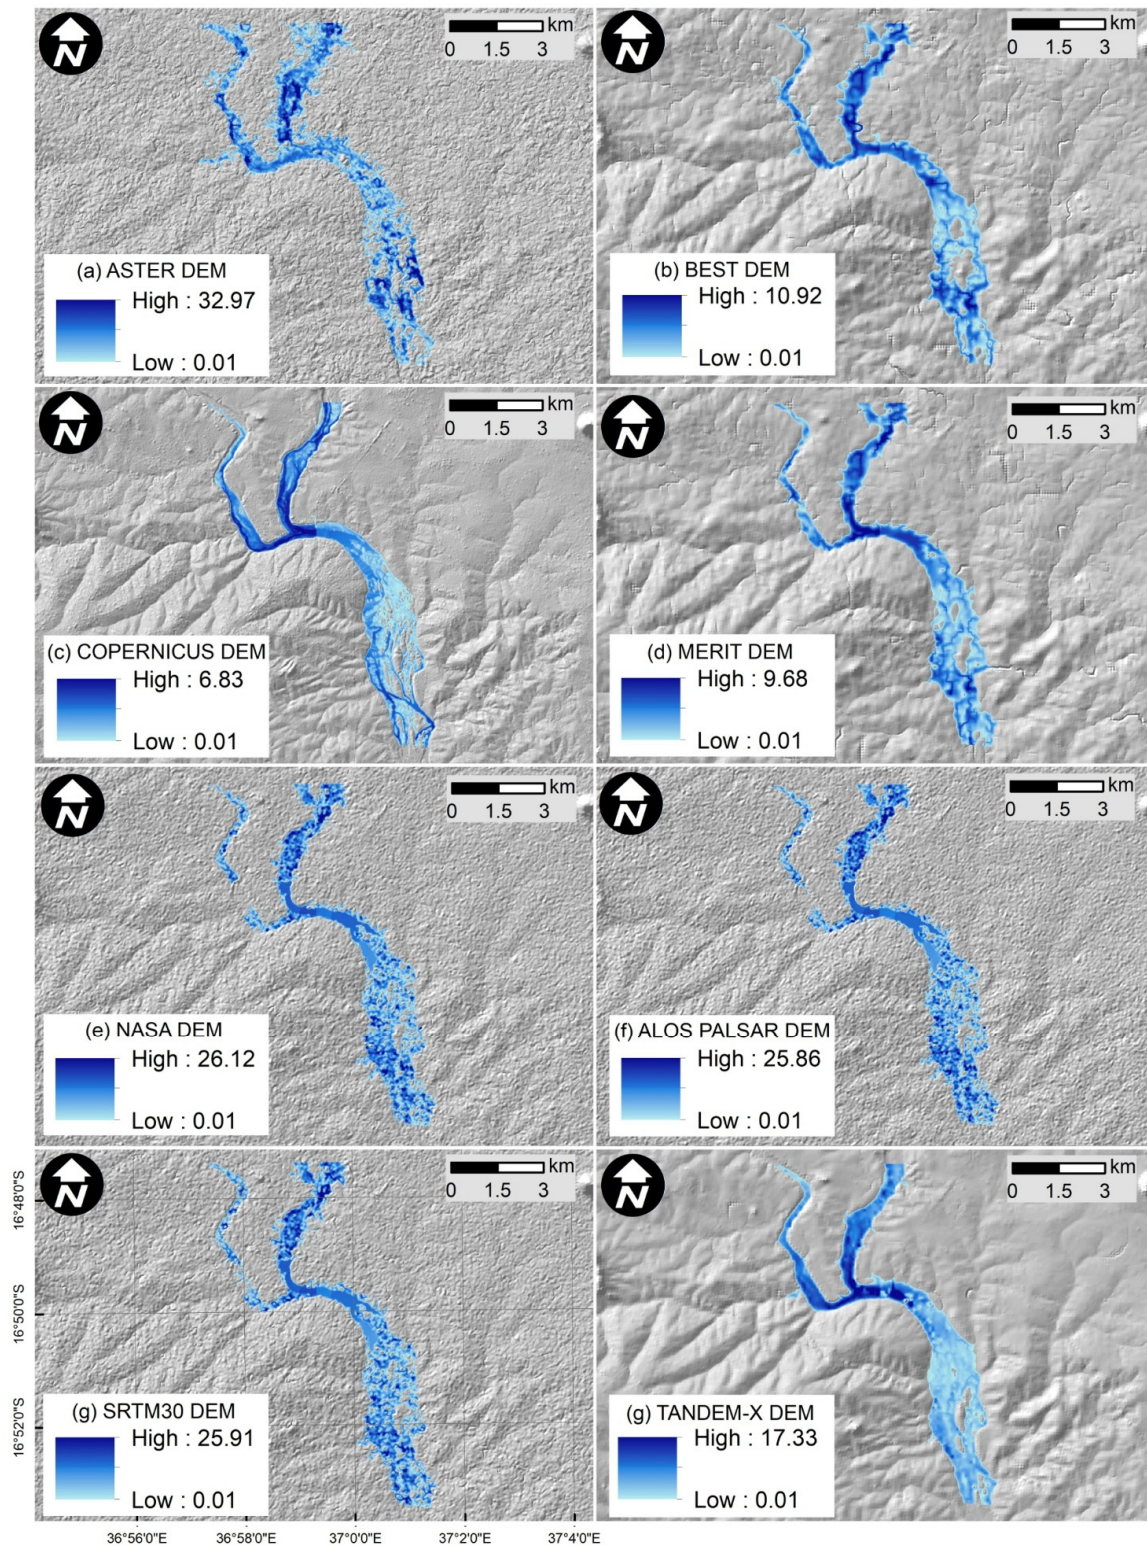 N
km
0 1.5 3
N
km
0 1.5 3
(a) ASTER DEM
High : 32.97
Low : 0.01
(b) BEST DEM
High : 10.92
Low : 0.01
N
km
0 1.5 3
N
km
0 1.5 3
(c) COPERNICUS DEM
High : 6.83
Low : 0.01
(d) MERIT DEM
High : 9.68
Low : 0.01
N
km
0 1.5 3
N
km
0 1.5 3
(e) NASA DEM
High : 26.12
Low : 0.01
(f) ALOS PALSAR DEM
High : 25.86
Low : 0.01
N
km
0 1.5 3
N
km
0 1.5 3
16°48'0"S
16°50'0"S
16°52'0"S
(g) SRTM30 DEM
High : 25.91
Low : 0.01
(g) TANDEM-X DEM
High : 17.33
Low : 0.01
36°56'0"E 36°58'0"E 37°0'0"E 37°2'0"E 37°4'0"E